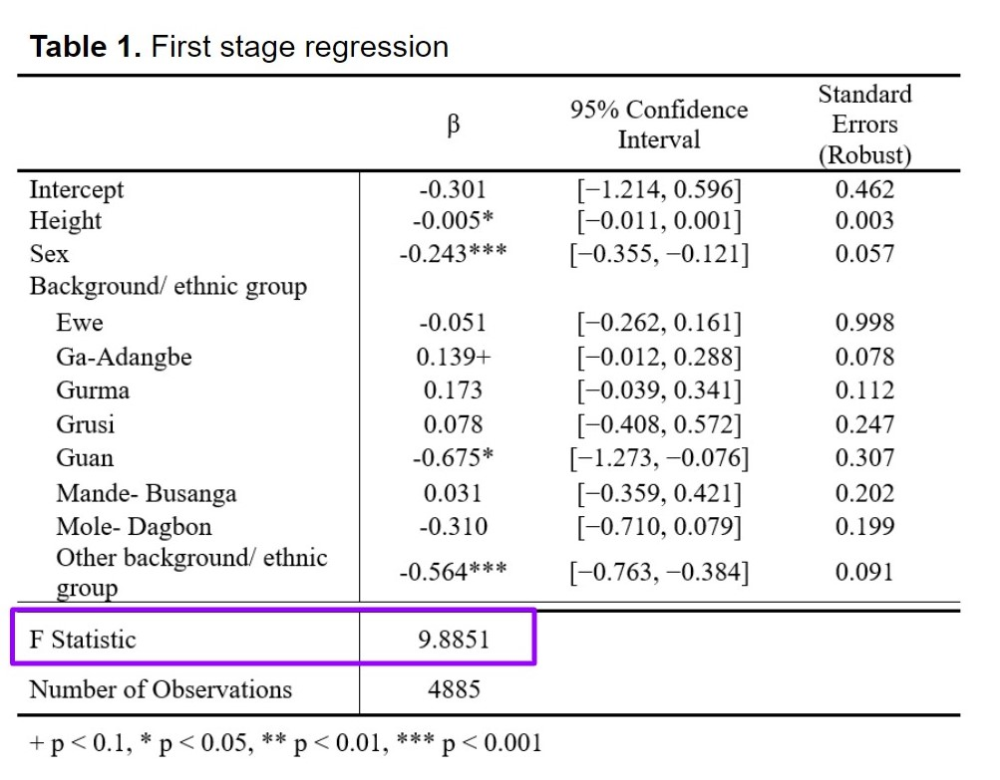 Table 1. First stage regression
β 95% Confidence Interval Standard Errors (Robust)
Intercept -0.301 [−1.214, 0.596] 0.462
Height -0.005* [−0.011, 0.001] 0.003
Sex -0.243*** [−0.355, −0.121] 0.057
Background/ ethnic group
Ewe -0.051 [−0.262, 0.161] 0.998
Ga-Adangbe 0.139+ [−0.012, 0.288] 0.078
Gurma 0.173 [−0.039, 0.341] 0.112
Grusi 0.078 [−0.408, 0.572] 0.247
Guan -0.675* [−1.273, −0.076] 0.307
Mande- Busanga 0.031 [−0.359, 0.421] 0.202
Mole- Dagbon -0.310 [−0.710, 0.079] 0.199
Other background/ ethnic group -0.564*** [−0.763, −0.384] 0.091
F Statistic 9.8851
Number of Observations 4885
+ p < 0.1, * p < 0.05, ** p < 0.01, *** p < 0.001